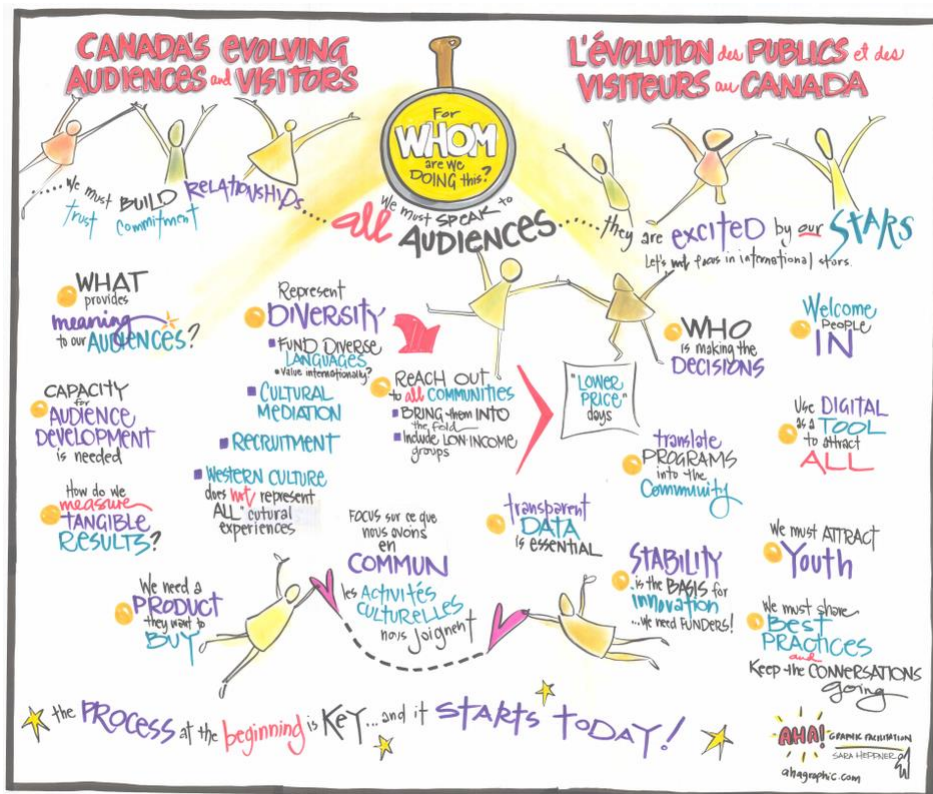 CANADA'S EVOLVING
AUDIENCES and VISITORS
L'ÉVOLUTION des PUBLICS et des
VISITEURS au CANADA
For
WHOM
are we
DOING this?
....We must BUILD RELATIONSHIPS....
trust commitment
all We must SPEAK to
AUDIENCES......
they are EXCITED by our STARS
Let's not focus in international stars.
WHAT
provides
meaning
to our AUDIENCES?
CAPACITY
for
AUDIENCE
DEVELOPMENT
is needed
How do we
measure
TANGIBLE
RESULTS?
We need a
PRODUCT
they want to
BUY
Represent
DIVERSITY
FUND DIVERSE
LANGUAGES
Value internationally?
CULTURAL
MEDIATION
RECRUITMENT
WESTERN CULTURE
does not represent
"ALL" cutural
experiences
REACH OUT
to all COMMUNITIES
BRING them INTO
the field
Include LOW INCOME
groups
"LOWER
PRICE"
days
FOCUS sur ce que
nous avons
en
COMMUN
les ACTIVITÉS
CULTURELLES
nous joignent
transparent
DATA
is essential
WHO
is making the
DECISIONS
Welcome
PEOPLE
IN
translate
PROGRAMS
into the
Community
Use DIGITAL
as a TOOL
to attract
ALL
STABILITY
is the BASIS for
innovation
...we need FUNDERS!
We must ATTRACT
Youth
We must share
Best
PRACTICES
and
Keep the CONVERSATIONS
going
the PROCESS at the beginning is KEY...and it STARTS TODAY!
AHA! GRAPHIC FACILITATION
SARA HEPPNER
ahagraphic.com